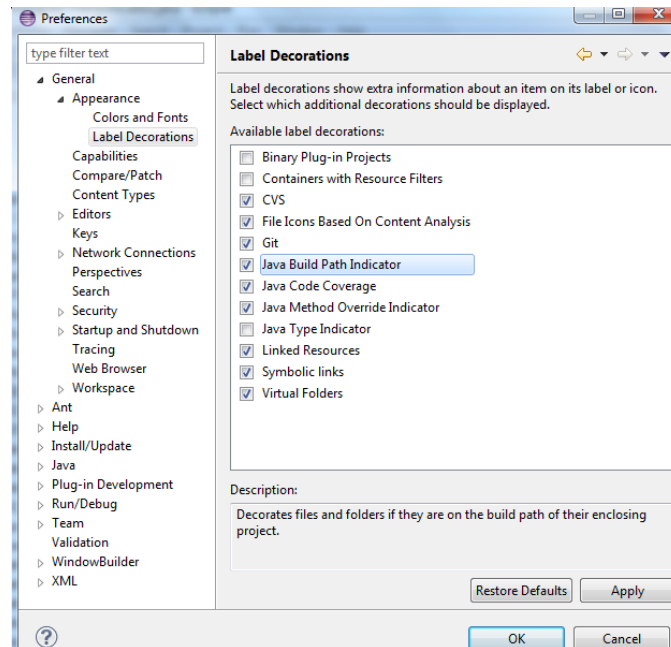 Preferences
type filter text
General
Appearance
Colors and Fonts
Label Decorations
Capabilities
Compare/Patch
Content Types
Editors
Keys
Network Connections
Perspectives
Search
Security
Startup and Shutdown
Tracing
Web Browser
Workspace
Ant
Help
Install/Update
Java
Plug-in Development
Run/Debug
Team
Validation
WindowBuilder
XML
Label Decorations
Label decorations show extra information about an item on its label or icon.
Select which additional decorations should be displayed.
Available label decorations:
Binary Plug-in Projects
Containers with Resource Filters
CVS
File Icons Based On Content Analysis
Git
Java Build Path Indicator
Java Code Coverage
Java Method Override Indicator
Java Type Indicator
Linked Resources
Symbolic links
Virtual Folders
Description:
Decorates files and folders if they are on the build path of their enclosing
project.
Restore Defaults
Apply
?
OK
Cancel